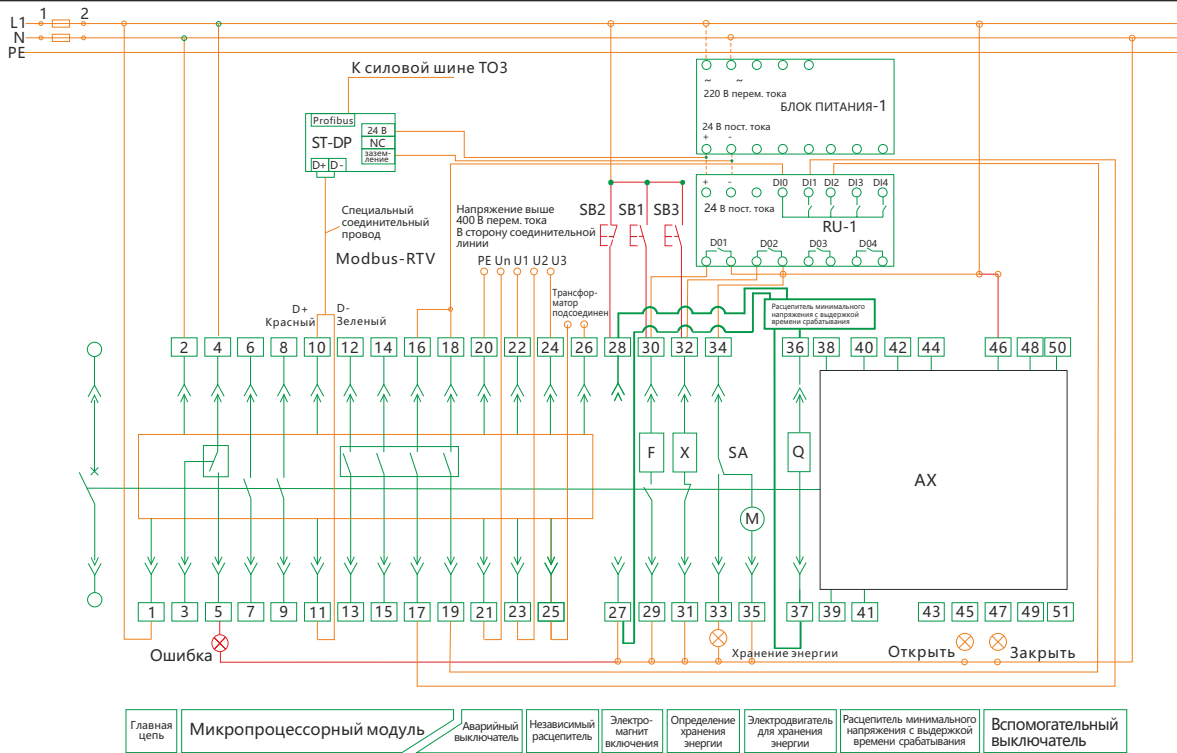 L1 1 2
N
PE
К силовой шине ТО3
Profibus
ST-DP
24 В
NC
зазем-
ление
D+ D-
~ ~
220 В перем. тока
БЛОК ПИТАНИЯ-1
24 В пост. тока
+ -
+ -
DI0 DI1 DI2 DI3 DI4
24 В пост. тока
RU-1
D01 D02 D03 D04
SB2 SB1 SB3
Специальный
соединительный
провод
Modbus-RTV
Напряжение выше
400 В перем. тока
В сторону соединительной
линии
PE Un U1 U2 U3
Трансфор-
матор
подсоединен
D+
Красный
D-
Зеленый
Расцепитель минимального
напряжения с выдержкой
времени срабатывания
2 4 6 8 10 12 14 16 18 20 22 24 26 28 30 32 34 36 38 40 42 44 46 48 50
F X SA Q
M
AX
1 3 5 7 9 11 13 15 17 19 21 23 25 27 29 31 33 35 37 39 41 43 45 47 49 51
Ошибка
Хранение энергии
Открыть
Закрыть
Главная
цепь
Микропроцессорный модуль
Аварийный
выключатель
Независимый
расцепитель
Электро-
магнит
включения
Определение
хранения
энергии
Электродвигатель
для хранения
энергии
Расцепитель минимального
напряжения с выдержкой
времени срабатывания
Вспомогательный
выключатель